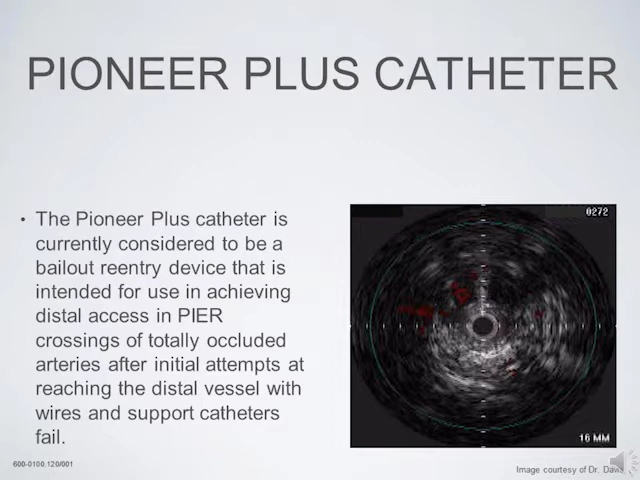 PIONEER PLUS CATHETER
• The Pioneer Plus catheter is
currently considered to be a
bailout reentry device that is
intended for use in achieving
distal access in PIER
crossings of totally occluded
arteries after initial attempts at
reaching the distal vessel with
wires and support catheters
fail.
0272
16 MM
600-0100.120/001
Image courtesy of Dr.